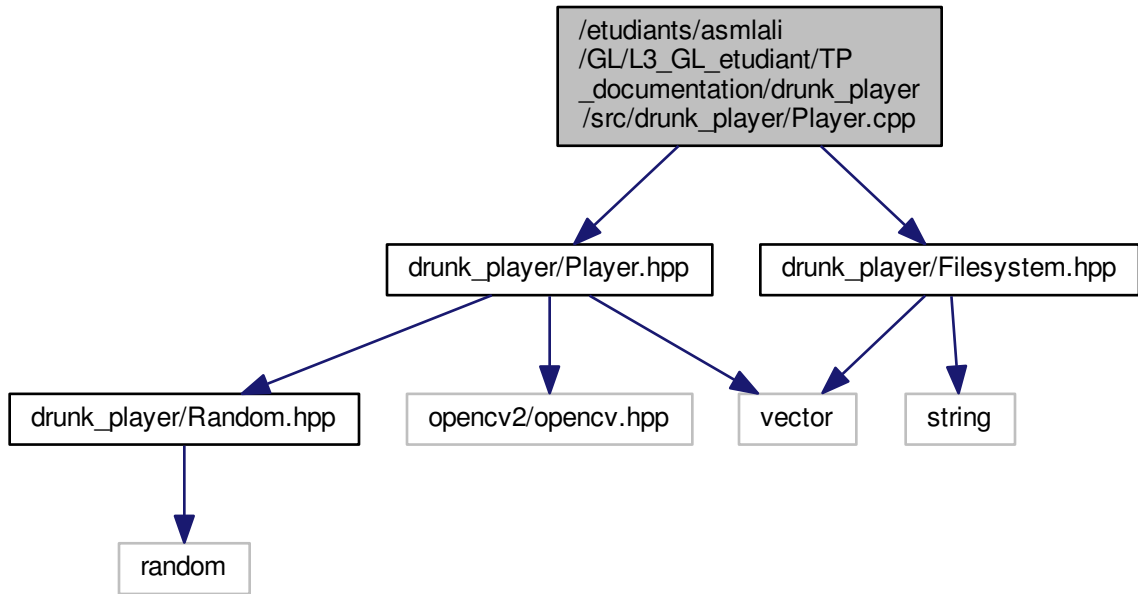 /etudiants/asmlali
/GL/L3_GL_etudiant/TP
_documentation/drunk_player
/src/drunk_player/Player.cpp
drunk_player/Player.hpp
drunk_player/Filesystem.hpp
drunk_player/Random.hpp
opencv2/opencv.hpp
vector
string
random